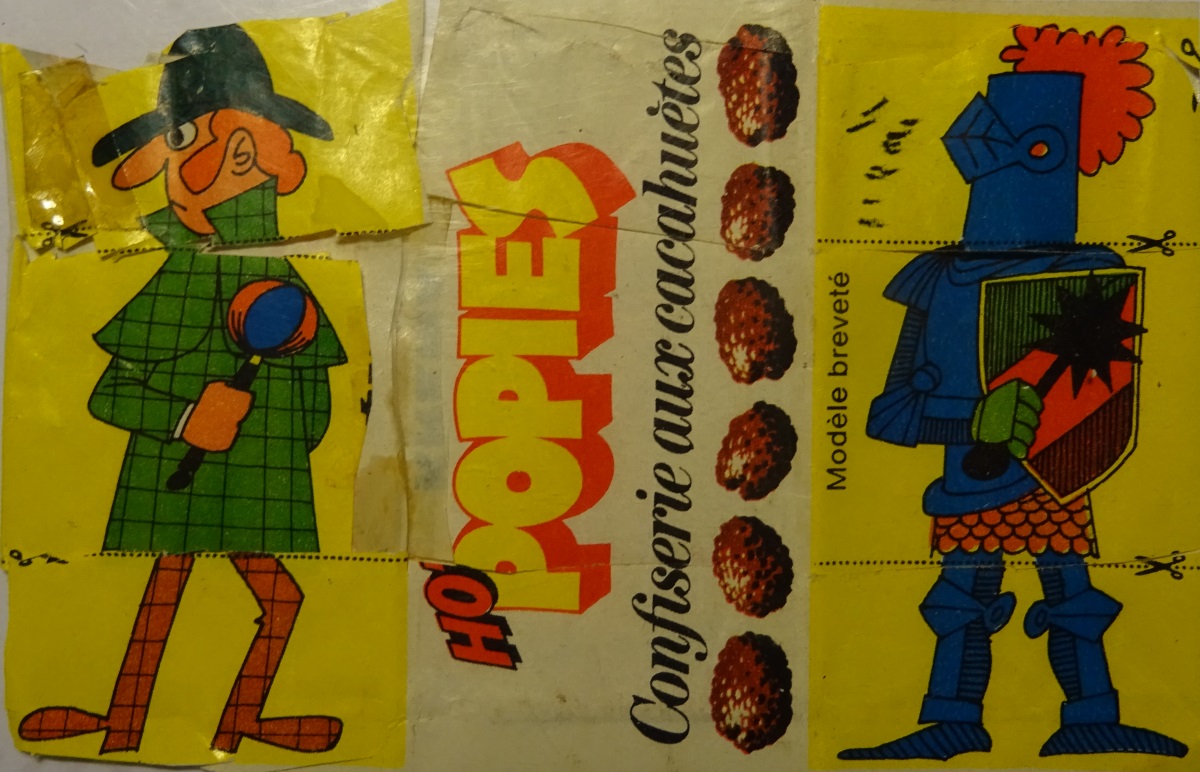 HO
POPIES
Confiserie aux cacahuètes
Modèle breveté